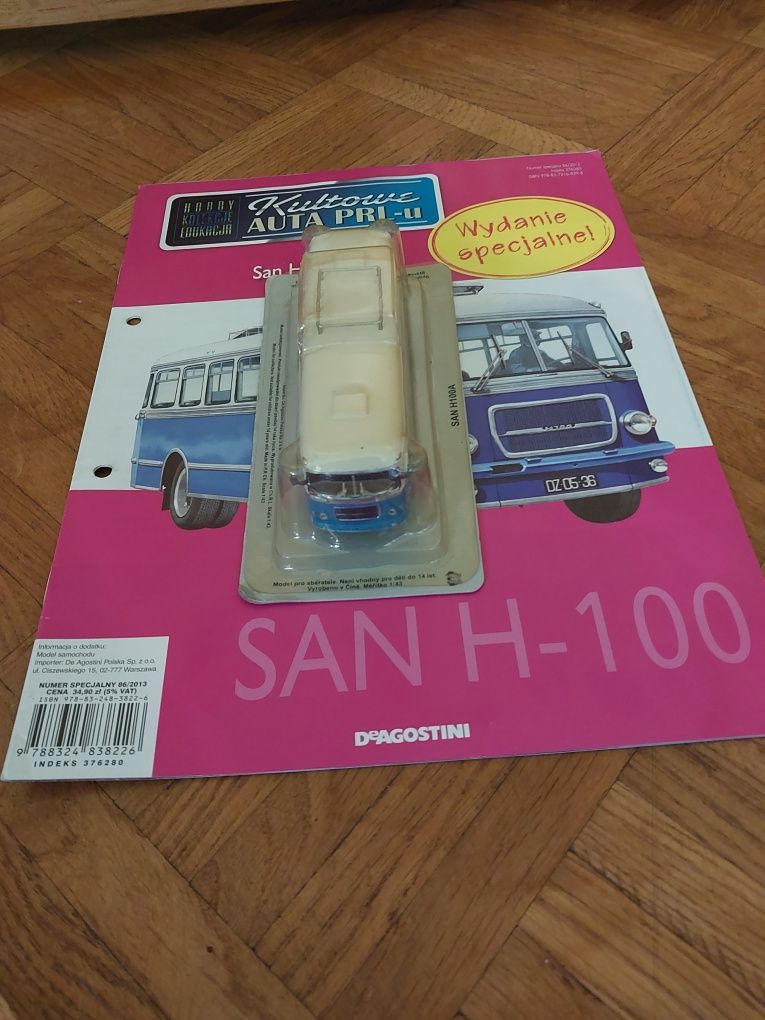 HOBBY
KOLEKCJE
EDUKACJA
Kultowe
AUTA PRL-u
Wydanie
specjalne!
San H
SAN H100A
DZ-05-36
Model pro sběratele. Není vhodný pro děti do 14 let.
Vyrobeno v Číně. Měřítko 1:43
SAN H-100
Informacja o dodatku:
Model samochodu
Importer: De Agostini Polska Sp. z o.o.
ul. Ciszewskiego 15, 02-777 Warszawa
NUMER SPECJALNY 86/2013
CENA 34,90 zł (5% VAT)
ISBN 978-83-248-3822-6
9 788324 838226
INDEKS 376280
DeAGOSTINI